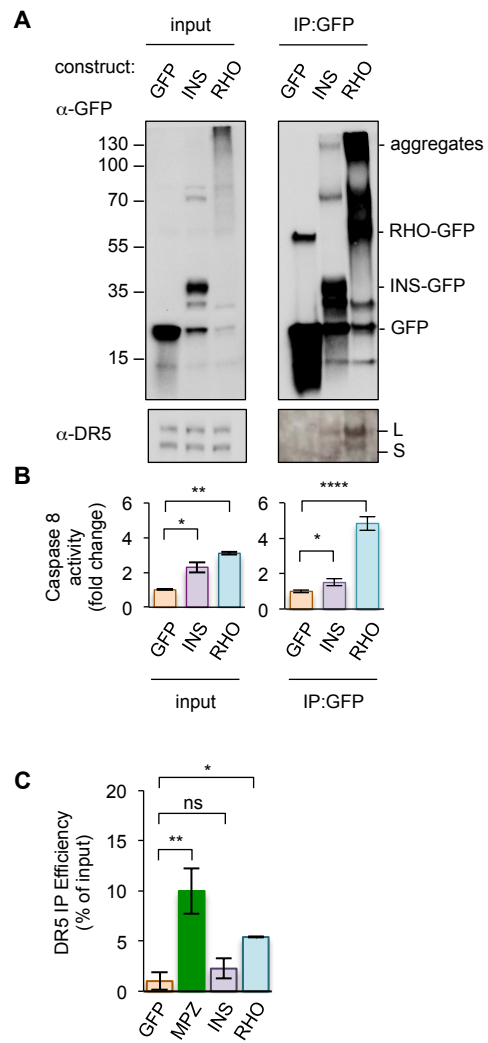 A
input
IP:GFP
construct:
GFP
INS
RHO
GFP
INS
RHO
α-GFP
130
100
70
55
35
15
aggregates
RHO-GFP
INS-GFP
GFP
α-DR5
L
S
B
Caspase 8
activity
(fold change)
6
4
2
0
*
**
GFP
INS
RHO
input
6
4
2
0
*
****
GFP
INS
RHO
IP:GFP
C
DR5 IP Efficiency
(% of input)
20
15
10
5
0
*
ns
**
GFP
MPZ
INS
RHO